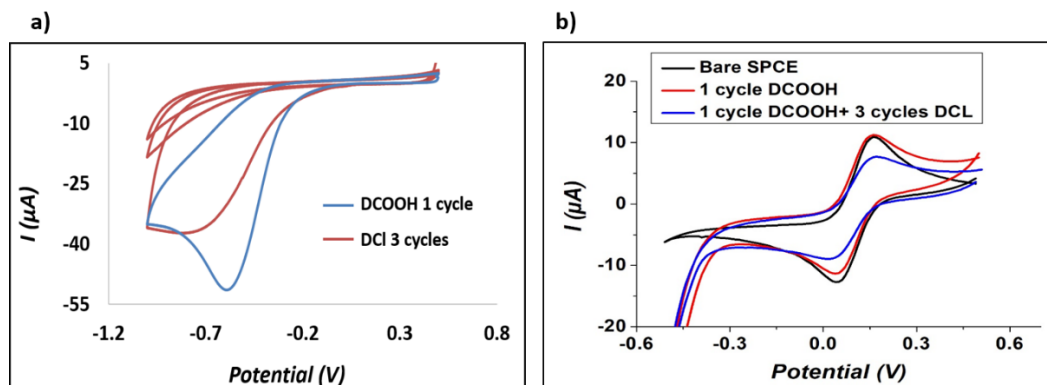 a)
5
-10
-25
-40
-55
-1.2
-0.7
-0.2
0.3
0.8
I (µA)
Potential (V)
DCOOH 1 cycle
DCl 3 cycles
b)
Bare SPCE
1 cycle DCOOH
1 cycle DCOOH+ 3 cycles DCL
20
10
0
-10
-20
-0.6
-0.3
0.0
0.3
0.6
I (µA)
Potential (V)